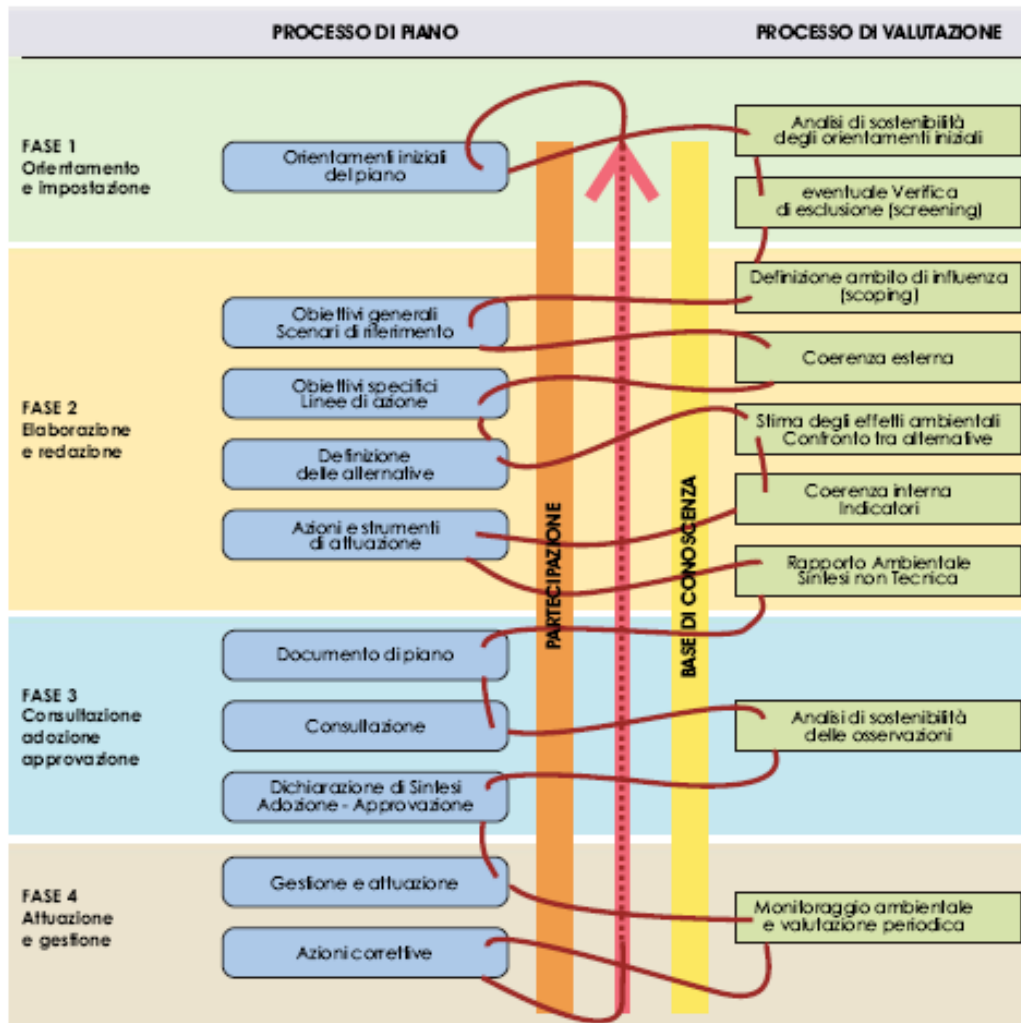 PROCESSO DI PIANO
PROCESSO DI VALUTAZIONE
FASE 1
Orientamento
e impostazione
Orientamenti iniziali
del piano
Analisi di sostenibilità
degli orientamenti iniziali
eventuale Verifica
di esclusione (screening)
FASE 2
Elaborazione
e redazione
Definizione ambito di influenza
(scoping)
Obiettivi generali
Scenari di riferimento
Coerenza esterna
Obiettivi specifici
Linee di azione
Stima degli effetti ambientali
Confronto tra alternative
Definizione
delle alternative
Coerenza interna
Indicatori
Azioni e strumenti
di attuazione
Rapporto Ambientale
Sintesi non Tecnica
PARTECIPAZIONE
BASE DI CONOSCENZA
FASE 3
Consultazione
adozione
approvazione
Documento di piano
Consultazione
Analisi di sostenibilità
delle osservazioni
Dichiarazione di Sintesi
Adozione - Approvazione
FASE 4
Attuazione
e gestione
Gestione e attuazione
Monitoraggio ambientale
e valutazione periodica
Azioni correttive